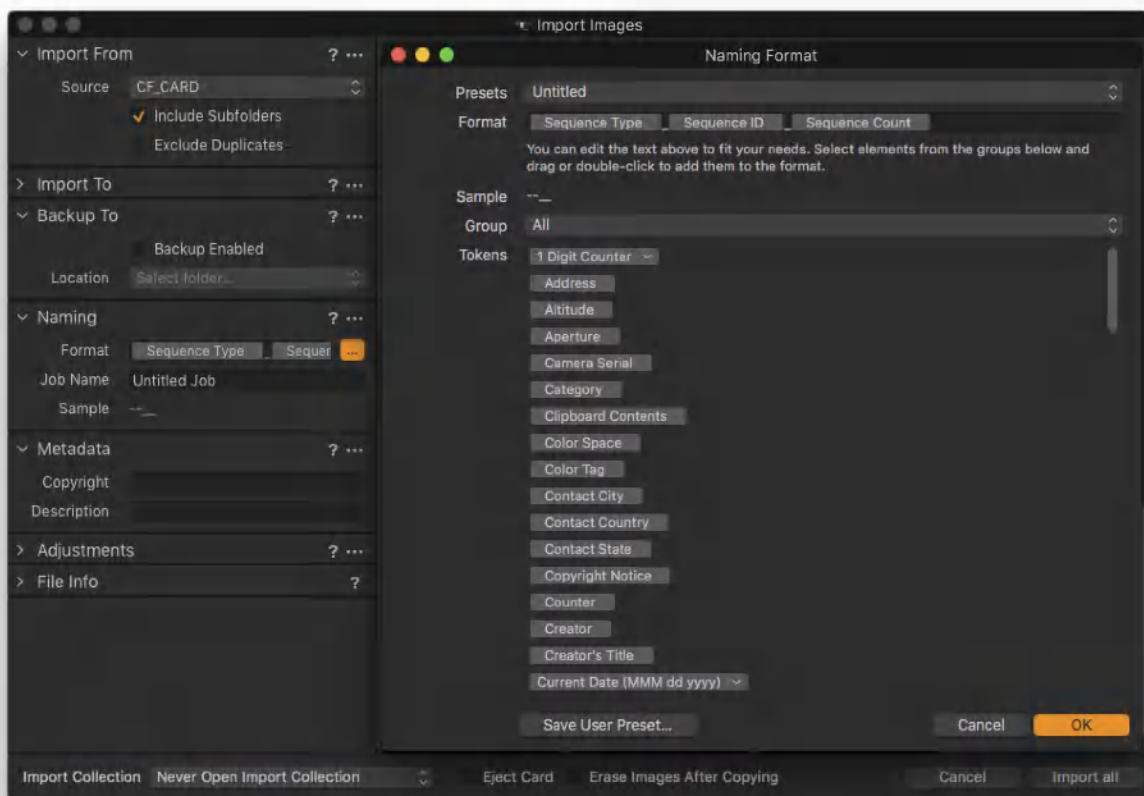 Import Images
Import From ? ...
Source CF_CARD
Include Subfolders
Exclude Duplicates
Import To ? ...
Backup To ? ...
Backup Enabled
Location Select folder...
Naming ? ...
Format Sequence Type _ Sequer ...
Job Name Untitled Job
Sample --__
Metadata ? ...
Copyright
Description
Adjustments ? ...
File Info ?
Naming Format
Presets Untitled
Format Sequence Type _ Sequence ID _ Sequence Count
You can edit the text above to fit your needs. Select elements from the groups below and
drag or double-click to add them to the format.
Sample --__
Group All
Tokens 1 Digit Counter
Address
Altitude
Aperture
Camera Serial
Category
Clipboard Contents
Color Space
Color Tag
Contact City
Contact Country
Contact State
Copyright Notice
Counter
Creator
Creator's Title
Current Date (MMM dd yyyy)
Save User Preset... Cancel OK
Import Collection Never Open Import Collection Eject Card Erase Images After Copying Cancel Import all